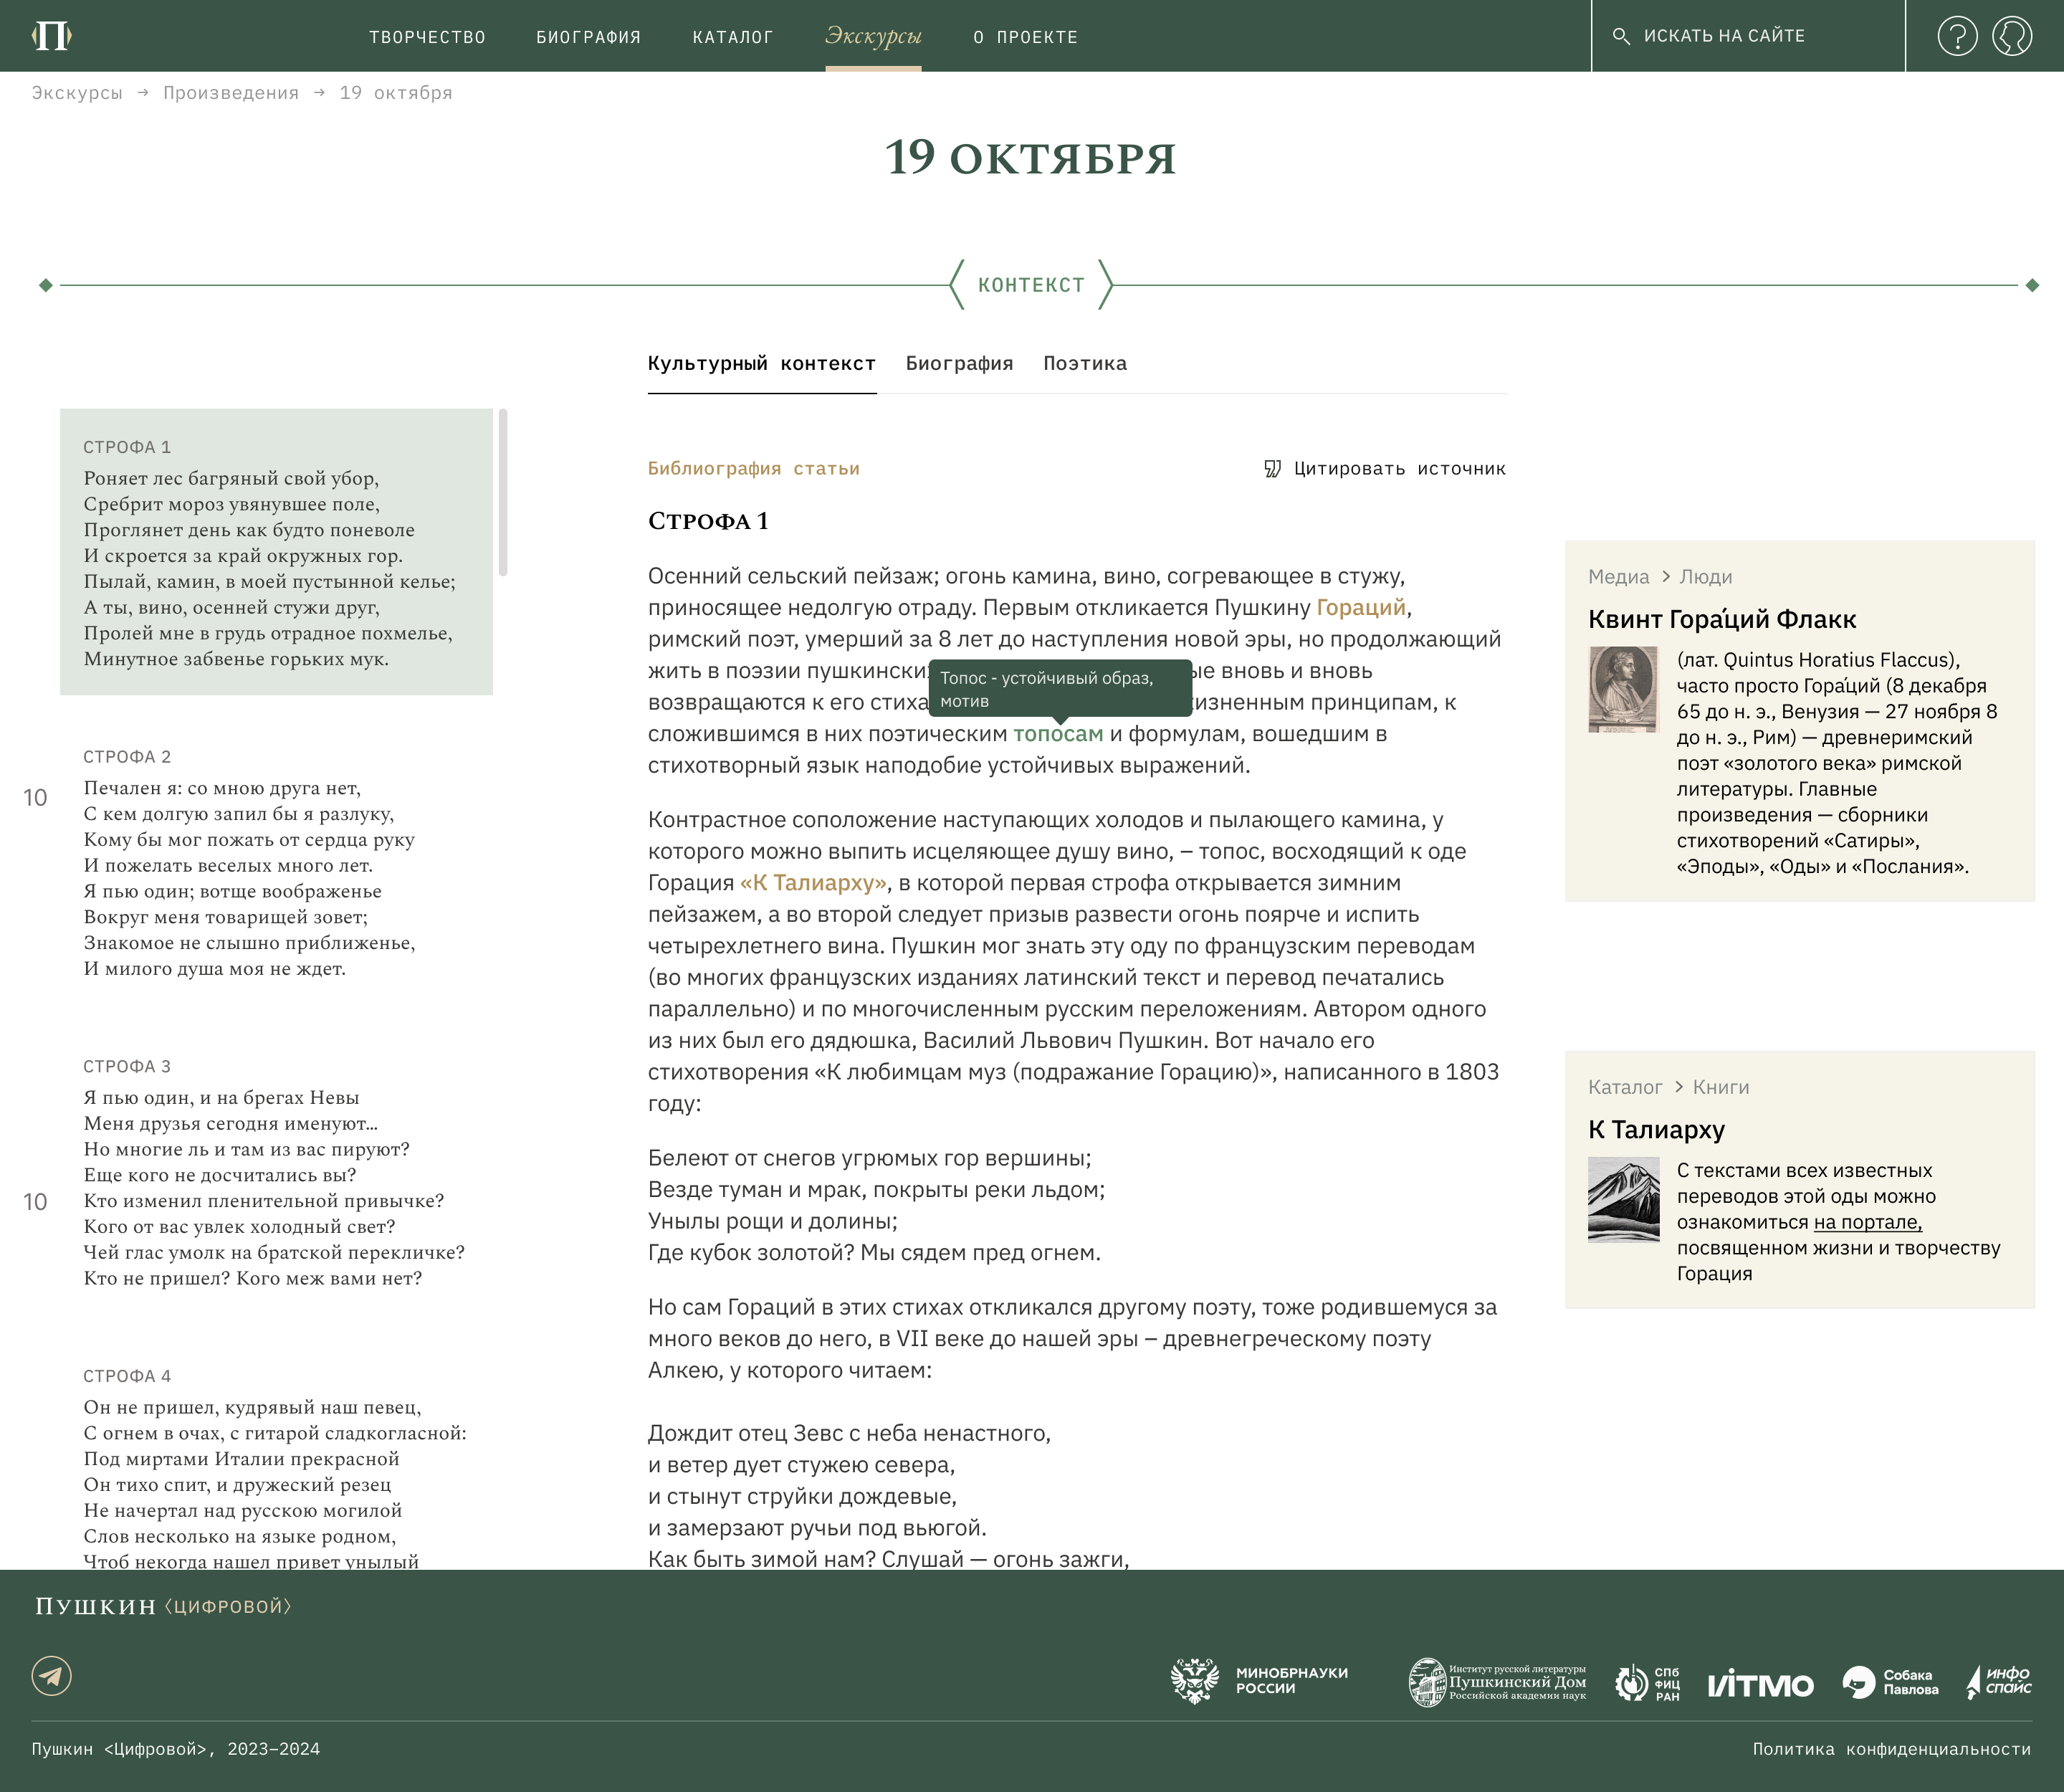 П
ТВОРЧЕСТВО
БИОГРАФИЯ
КАТАЛОГ
Экскурсы
О ПРОЕКТЕ
ИСКАТЬ НА САЙТЕ
?
Экскурсы → Произведения → 19 октября
19 ОКТЯБРЯ
КОНТЕКСТ
Культурный контекст
Биография
Поэтика
СТРОФА 1
Роняет лес багряный свой убор,
Сребрит мороз увянувшее поле,
Проглянет день как будто поневоле
И скроется за край окружных гор.
Пылай, камин, в моей пустынной келье;
А ты, вино, осенней стужи друг,
Пролей мне в грудь отрадное похмелье,
Минутное забвенье горьких мук.
СТРОФА 2
Печален я: со мною друга нет,
10
С кем долгую запил бы я разлуку,
Кому бы мог пожать от сердца руку
И пожелать веселых много лет.
Я пью один; вотще воображенье
Вокруг меня товарищей зовет;
Знакомое не слышно приближенье,
И милого душа моя не ждет.
СТРОФА 3
Я пью один, и на брегах Невы
Меня друзья сегодня именуют...
Но многие ль и там из вас пируют?
Еще кого не досчитались вы?
10
Кто изменил пленительной привычке?
Кого от вас увлек холодный свет?
Чей глас умолк на братской перекличке?
Кто не пришел? Кого меж вами нет?
СТРОФА 4
Он не пришел, кудрявый наш певец,
С огнем в очах, с гитарой сладкогласной:
Под миртами Италии прекрасной
Он тихо спит, и дружеский резец
Не начертал над русскою могилой
Слов несколько на языке родном,
Чтоб некогда нашел привет унылый
Библиография статьи
Цитировать источник
Строфа 1
Осенний сельский пейзаж; огонь камина, вино, согревающее в стужу,
приносящее недолгую отраду. Первым откликается Пушкину Гораций,
римский поэт, умерший за 8 лет до наступления новой эры, но продолжающий
жить в поэзии пушкинских вновь и вновь
Топос - устойчивый образ,
мотив
возвращаются к его принципам, к
сложившимся в них поэтическим топосам и формулам, вошедшим в
стихотворный язык наподобие устойчивых выражений.
Контрастное соположение наступающих холодов и пылающего камина, у
которого можно выпить исцеляющее душу вино, – топос, восходящий к оде
Горация «К Талиарху», в которой первая строфа открывается зимним
пейзажем, а во второй следует призыв развести огонь поярче и испить
четырехлетнего вина. Пушкин мог знать эту оду по французским переводам
(во многих французских изданиях латинский текст и перевод печатались
параллельно) и по многочисленным русским переложениям. Автором одного
из них был его дядюшка, Василий Львович Пушкин. Вот начало его
стихотворения «К любимцам муз (подражание Горацию)», написанного в 1803
году:
Белеют от снегов угрюмых гор вершины;
Везде туман и мрак, покрыты реки льдом;
Унылы рощи и долины;
Где кубок золотой? Мы сядем пред огнем.
Но сам Гораций в этих стихах откликался другому поэту, тоже родившемуся за
много веков до него, в VII веке до нашей эры – древнегреческому поэту
Алкею, у которого читаем:
Дождит отец Зевс с неба ненастного,
и ветер дует стужею севера,
и стынут струйки дождевые,
и замерзают ручьи под вьюгой.
Как быть зимой нам? Слушай — огонь зажги,
Медиа > Люди
Квинт Гора́ций Флакк
(лат. Quintus Horatius Flaccus),
часто просто Гора́ций (8 декабря
65 до н. э., Венузия — 27 ноября 8
до н. э., Рим) — древнеримский
поэт «золотого века» римской
литературы. Главные
произведения — сборники
стихотворений «Сатиры»,
«Эподы», «Оды» и «Послания».
Каталог > Книги
К Талиарху
С текстами всех известных
переводов этой оды можно
ознакомиться на портале,
посвященном жизни и творчеству
Горация
ПУШКИН 〈ЦИФРОВОЙ〉
МИНОБРНАУКИ
РОССИИ
Институт русской литературы
Пушкинский Дом
Российской академии наук
СПб
ФИЦ
РАН
ИТМО
Собака
Павлова
инфо
спайс
Пушкин <Цифровой>, 2023–2024
Политика конфиденциальности